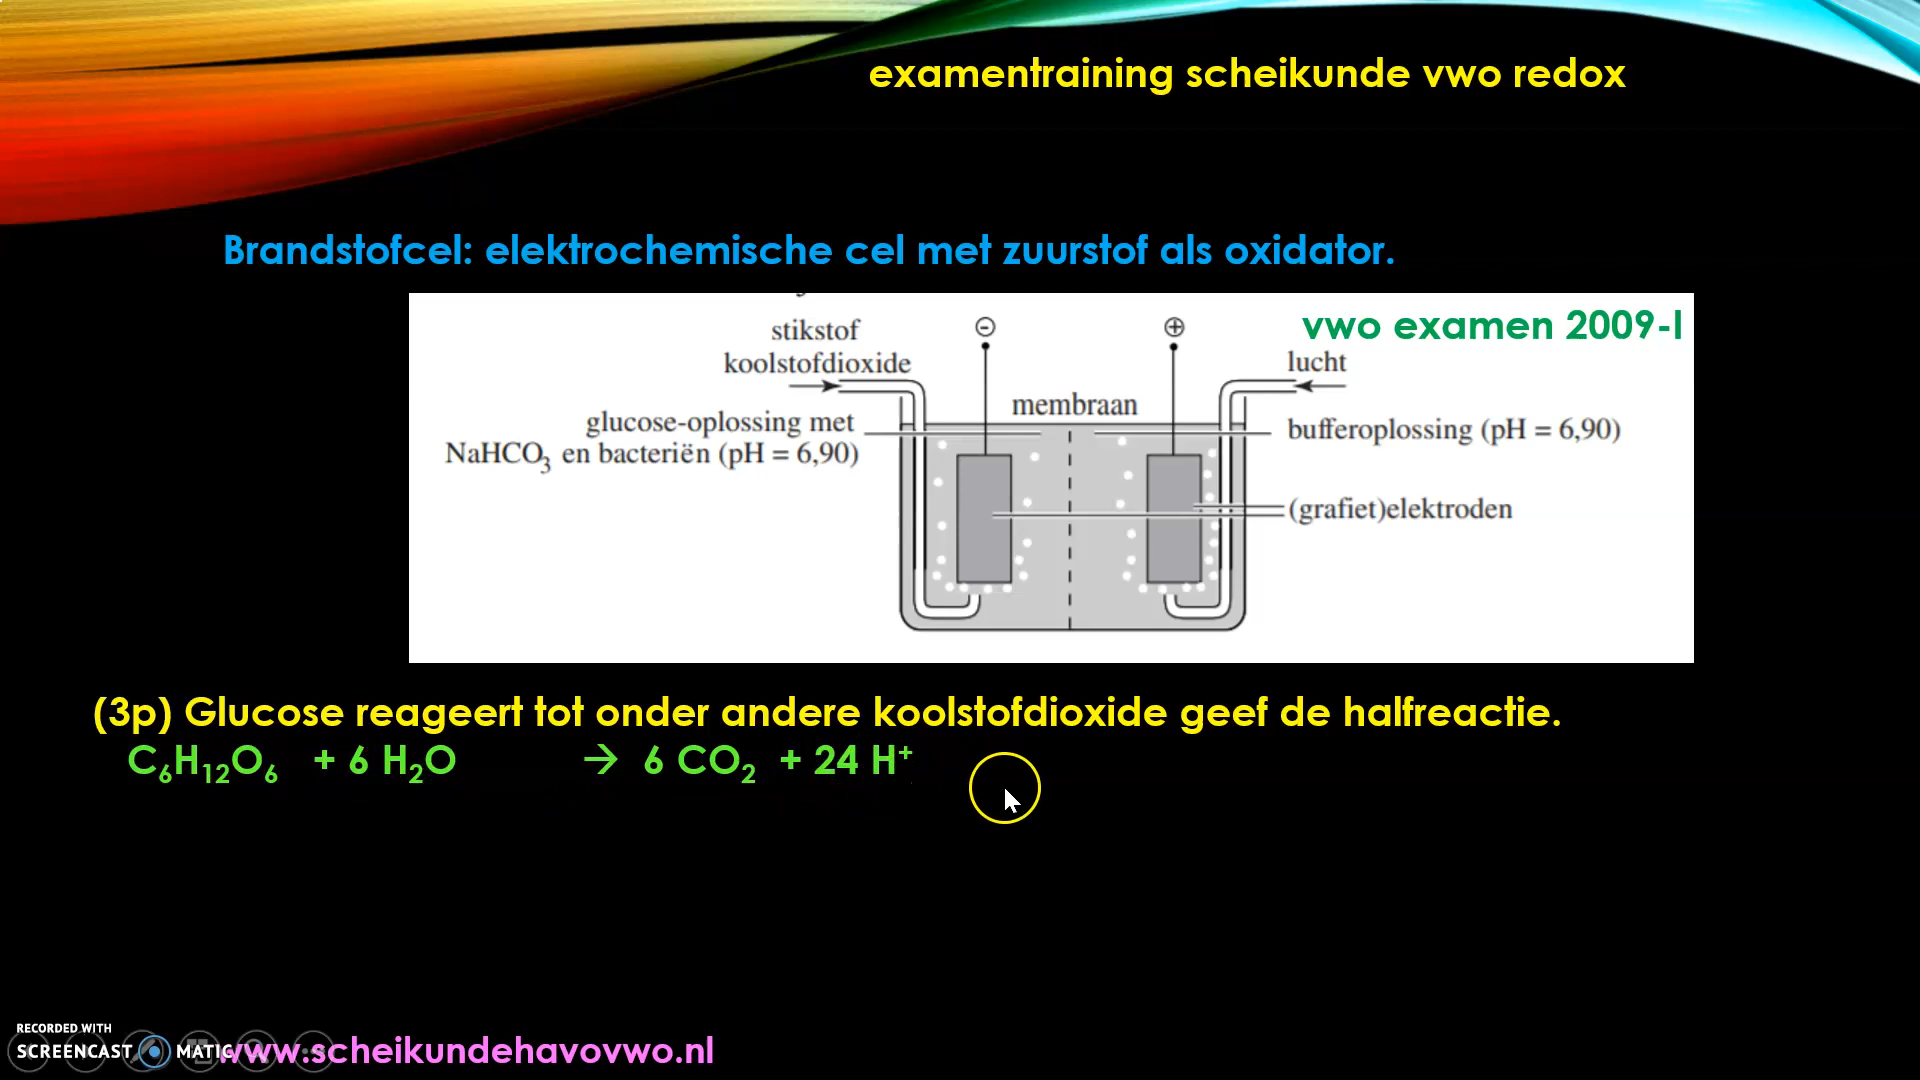 examentraining scheikunde vwo redox
Brandstofcel: elektrochemische cel met zuurstof als oxidator.
vwo examen 2009-I
stikstof
koolstofdioxide
⊖
⊕
lucht
membraan
glucose-oplossing met
NaHCO₃ en bacteriën (pH = 6,90)
bufferoplossing (pH = 6,90)
(grafiet)elektroden
(3p) Glucose reageert tot onder andere koolstofdioxide geef de halfreactie.
C₆H₁₂O₆ + 6 H₂O → 6 CO₂ + 24 H⁺
RECORDED WITH
SCREENCAST MATIC
www.scheikundehavovwo.nl